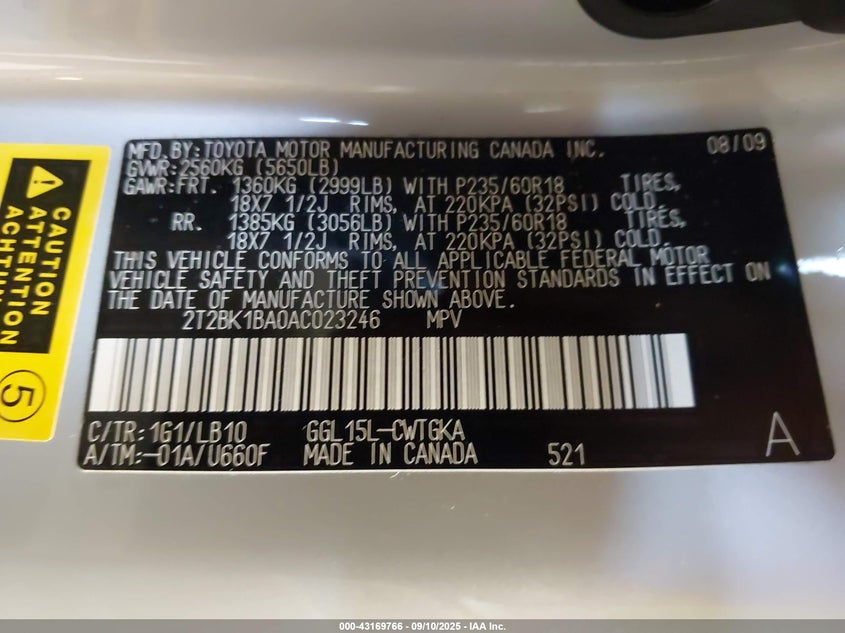 MFD. BY: TOYOTA MOTOR MANUFACTURING CANADA INC. 08/09
GVWR: 2560KG (5650LB)
GAWR: FRT. 1360KG (2999LB) WITH P235/60R18 TIRES,
18X7 1/2J RIMS, AT 220KPA (32PSI) COLD.
RR. 1385KG (3056LB) WITH P235/60R18 TIRES,
18X7 1/2J RIMS, AT 220KPA (32PSI) COLD.
THIS VEHICLE CONFORMS TO ALL APPLICABLE FEDERAL MOTOR
VEHICLE SAFETY AND THEFT PREVENTION STANDARDS IN EFFECT ON
THE DATE OF MANUFACTURE SHOWN ABOVE.
2T2BK1BA0AC023246 MPV
C/TR: 1G1/LB10 GGL15L-CWTGKA
A/TM: -01A/U660F MADE IN CANADA 521 A
CAUTION
ATTENTION
ACHTUNG
5
000-43169766 - 09/10/2025 - IAA Inc.